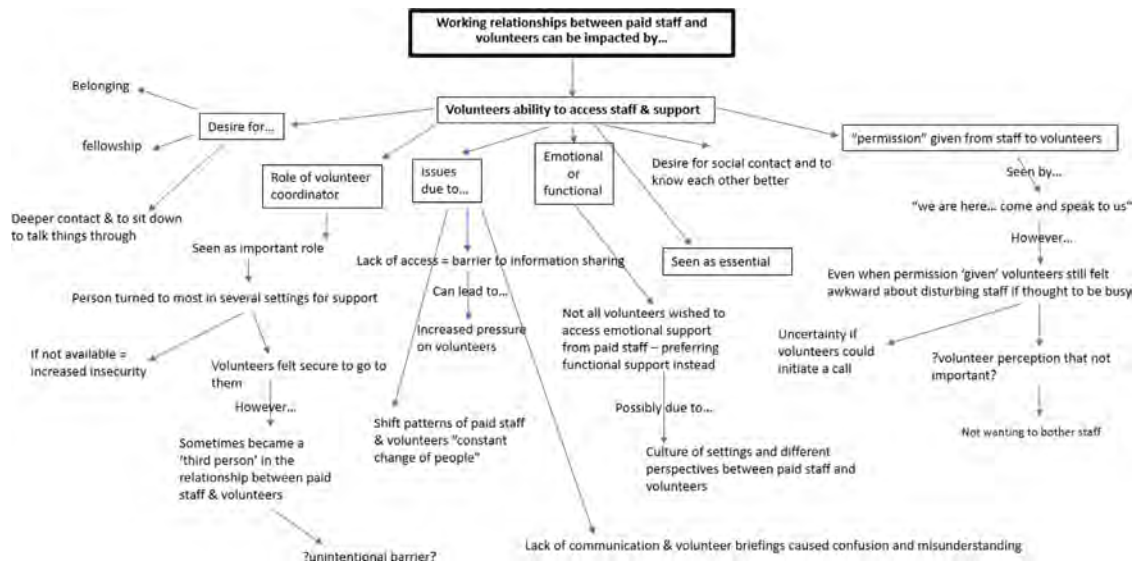 Working relationships between paid staff and
volunteers can be impacted by...
Belonging
Volunteers ability to access staff & support
Desire for...
fellowship
"permission" given from staff to volunteers
Role of volunteer
coordinator
Issues
due to...
Emotional
or
functional
Desire for social contact and to
know each other better
Seen by...
"we are here... come and speak to us"
Deeper contact & to sit down
to talk things through
Seen as important role
However...
Lack of access = barrier to information sharing
Seen as essential
Even when permission 'given' volunteers still felt
awkward about disturbing staff if thought to be busy
Person turned to most in several settings for support
Can lead to...
Increased pressure
on volunteers
Not all volunteers wished to
access emotional support
from paid staff – preferring
functional support instead
Uncertainty if
volunteers could
initiate a call
?volunteer perception that not
important?
If not available =
increased insecurity
Volunteers felt secure to go to
them
However...
Possibly due to...
Shift patterns of paid staff
& volunteers "constant
change of people"
Not wanting to bother staff
Sometimes became a
'third person' in the
relationship between paid
staff & volunteers
Culture of settings and different
perspectives between paid staff and
volunteers
?unintentional barrier?
Lack of communication & volunteer briefings caused confusion and misunderstanding